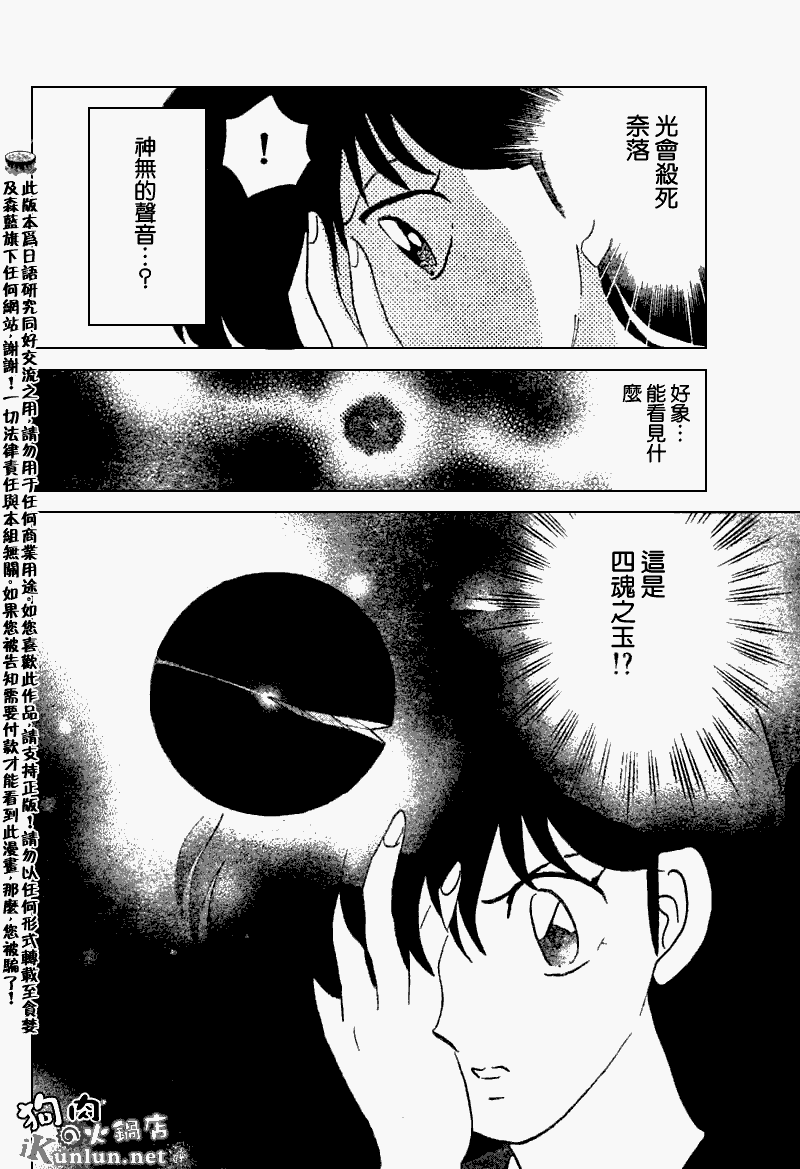 光會殺死
奈落
！
神無的聲音…？
好象…
能看見什
麼
這是
四魂之玉!?
此版本爲日語研究同好交流之用，請勿用于任何商業用途。如您喜歡此作品，請支持正版！請勿以任何形式轉載至貪婪
及森藍旗下任何網站，謝謝！一切法律責任與本組無關。如果您被告知需要付款才能看到此漫畫，那麼，您被騙了！
狗肉の火鍋店
iKunlun.net